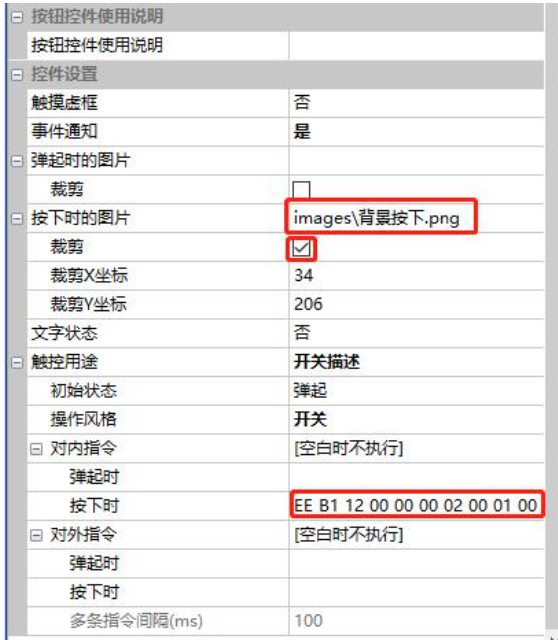 按钮控件使用说明
按钮控件使用说明
控件设置
触摸虚框 否
事件通知 是
弹起时的图片
裁剪
按下时的图片 images\背景按下.png
裁剪
裁剪X坐标 34
裁剪Y坐标 206
文字状态 否
触控用途 开关描述
初始状态 弹起
操作风格 开关
对内指令 [空白时不执行]
弹起时
按下时 EE B1 12 00 00 00 02 00 01 00
对外指令 [空白时不执行]
弹起时
按下时
多条指令间隔(ms) 100